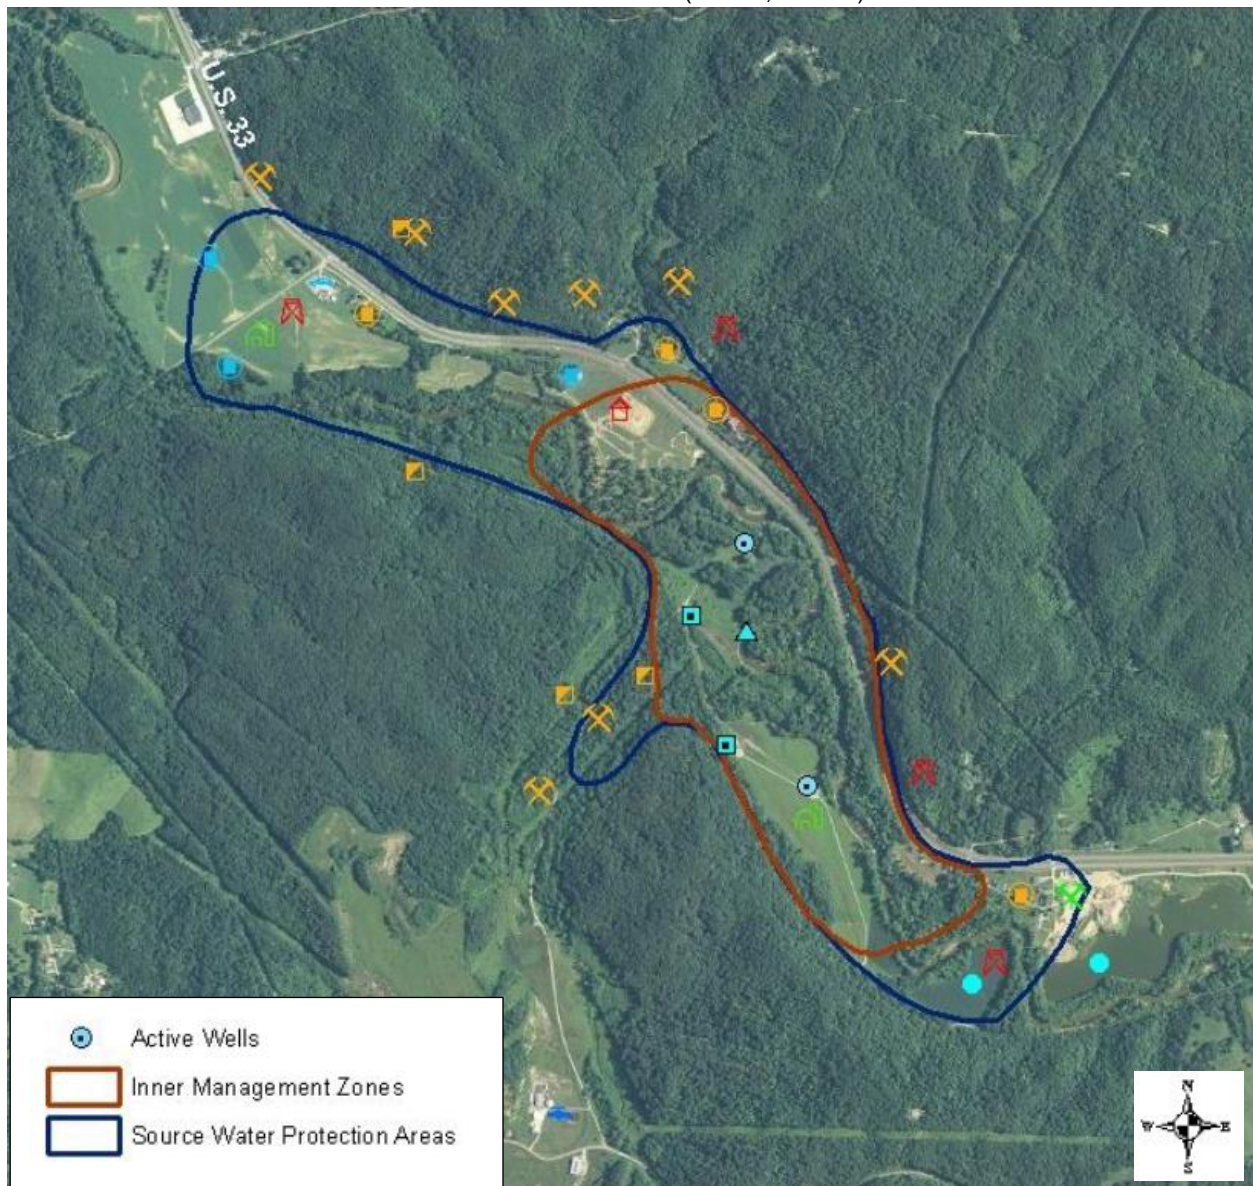 U.S. 33
Active Wells
Inner Management Zones
Source Water Protection Areas
N
W
E
S